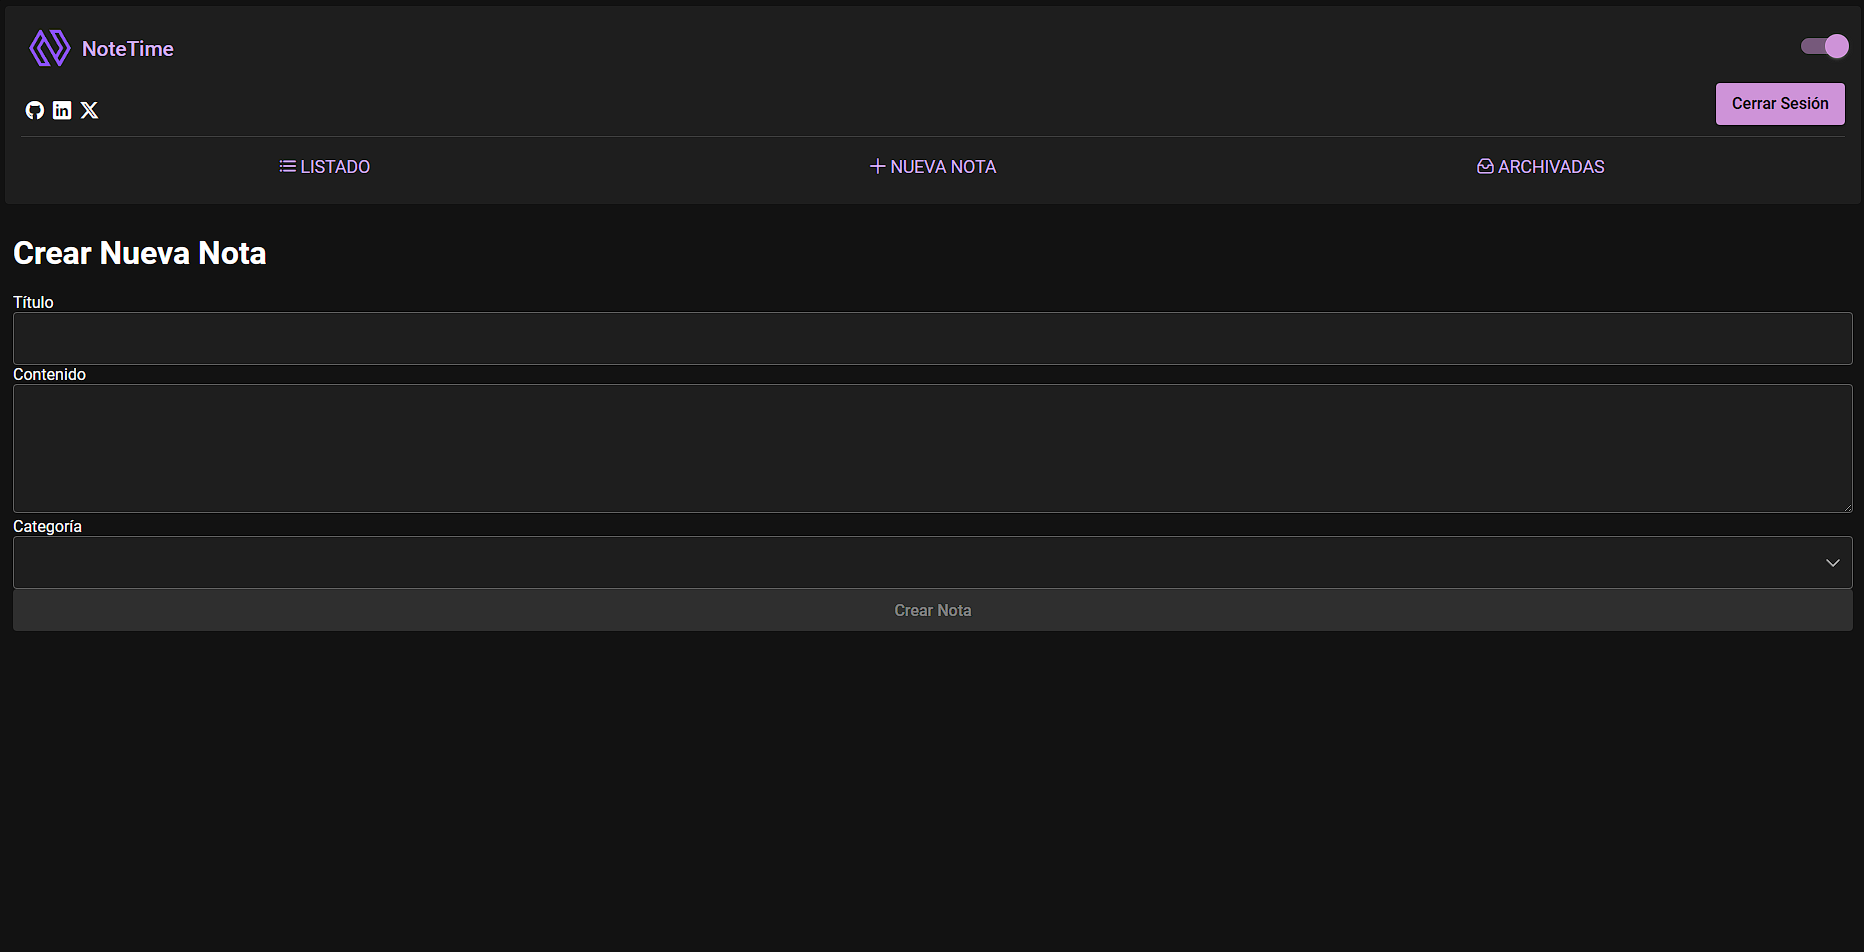 NoteTime
Cerrar Sesión
LISTADO
NUEVA NOTA
ARCHIVADAS
Crear Nueva Nota
Título
Contenido
Categoría
Crear Nota